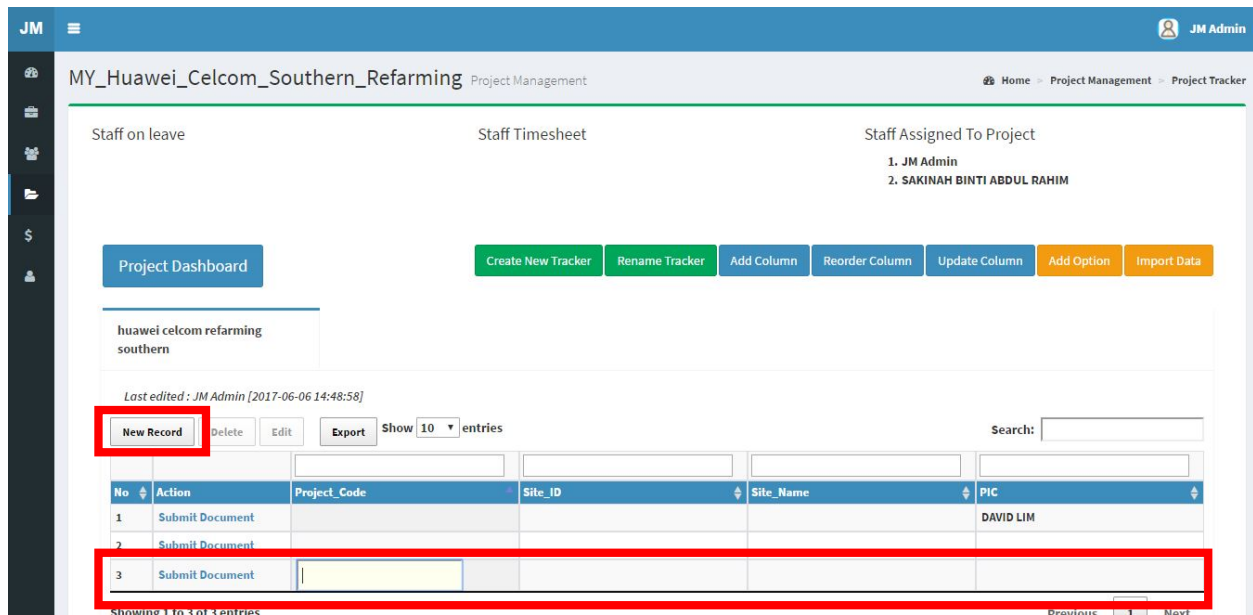 JM JM Admin
MY_Huawei_Celcom_Southern_Refarming Project Management Home > Project Management > Project Tracker
Staff on leave Staff Timesheet Staff Assigned To Project
1. JM Admin
2. SAKINAH BINTI ABDUL RAHIM
Project Dashboard Create New Tracker Rename Tracker Add Column Reorder Column Update Column Add Option Import Data
huawei celcom refarming
southern
Last edited : JM Admin [2017-06-06 14:48:58]
New Record Delete Edit Export Show 10 entries Search:
No Action Project_Code Site_ID Site_Name PIC
1 Submit Document DAVID LIM
2 Submit Document
3 Submit Document
Showing 1 to 3 of 3 entries Previous 1 Next